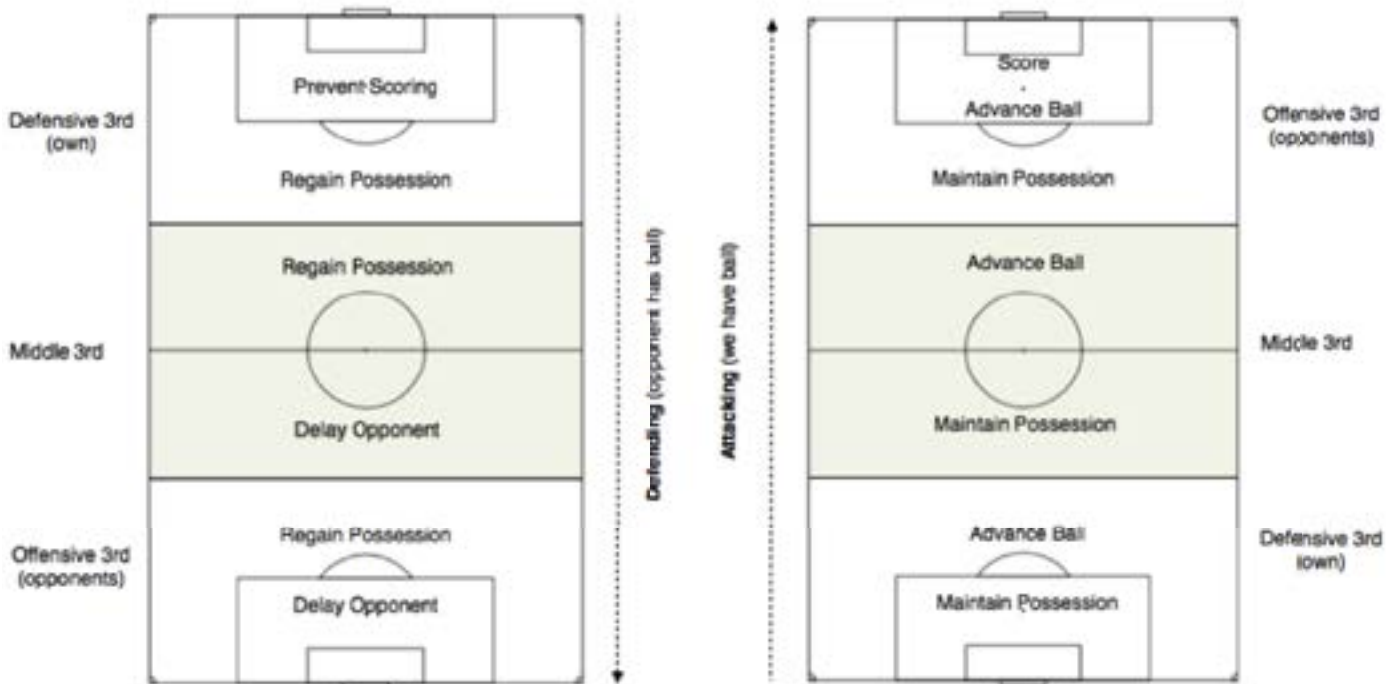 Defensive 3rd
(own)
Prevent Scoring
Regain Possession
Middle 3rd
Regain Possession
Delay Opponent
Offensive 3rd
(opponents)
Regain Possession
Delay Opponent
Defending (opponent has ball)
Attacking (we have ball)
Score
Advance Ball
Maintain Possession
Offensive 3rd
(opponents)
Advance Ball
Maintain Possession
Middle 3rd
Advance Ball
Maintain Possession
Defensive 3rd
(own)